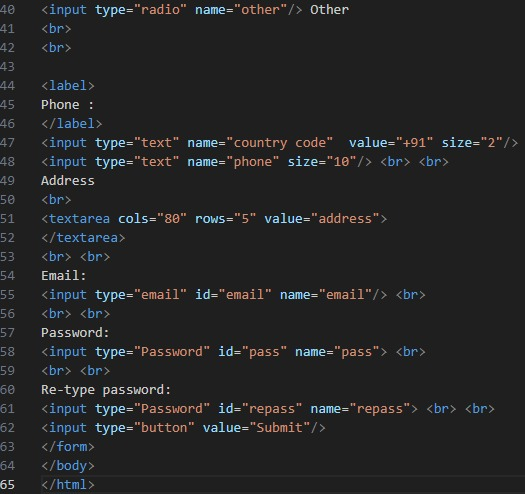 40 <input type="radio" name="other"/> Other
41 <br>
42 <br>
43
44 <label>
45 Phone :
46 </label>
47 <input type="text" name="country code"  value="+91" size="2"/>
48 <input type="text" name="phone" size="10"/> <br> <br>
49 Address
50 <br>
51 <textarea cols="80" rows="5" value="address">
52 </textarea>
53 <br> <br>
54 Email:
55 <input type="email" id="email" name="email"/> <br>
56 <br> <br>
57 Password:
58 <input type="Password" id="pass" name="pass"> <br>
59 <br> <br>
60 Re-type password:
61 <input type="Password" id="repass" name="repass"> <br> <br>
62 <input type="button" value="Submit"/>
63 </form>
64 </body>
65 </html>